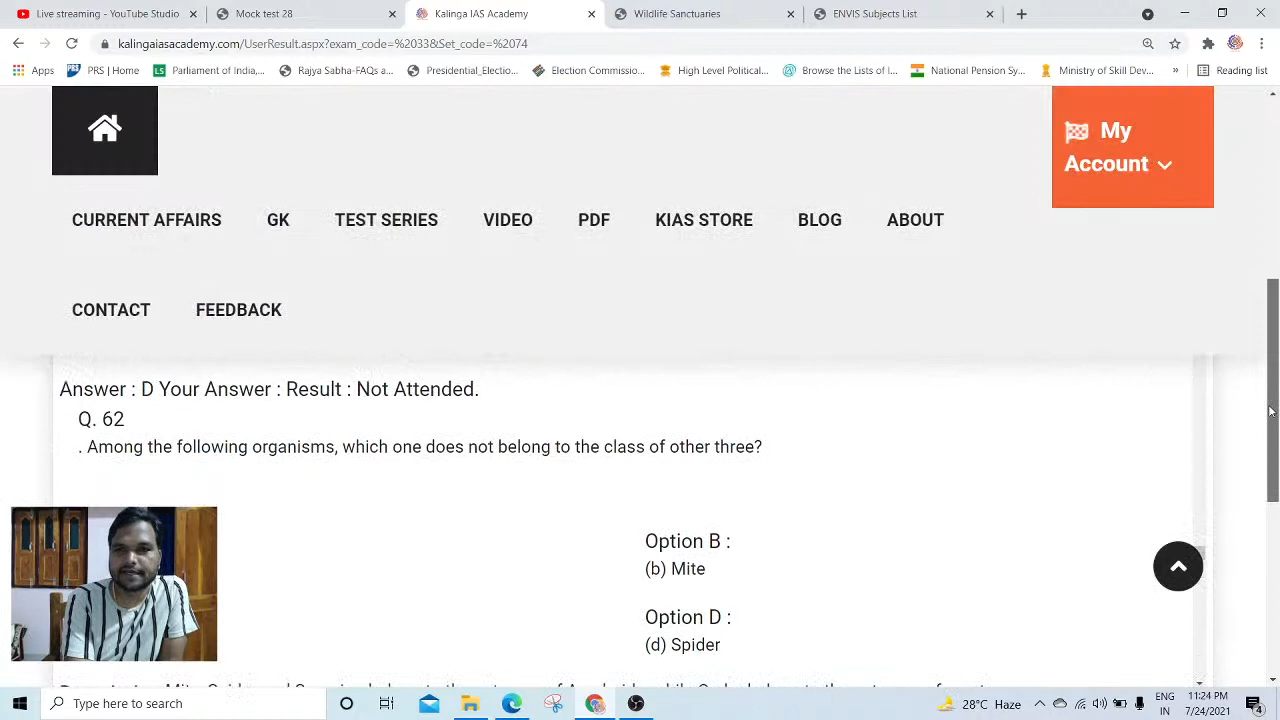 Live streaming - YouTube Studio
Mock test 28
Kalinga IAS Academy
Wildlife Sanctuaries
ENVIS Subjects List
kalingaiasacademy.com/UserResult.aspx?exam_code=%2033&Set_code=%2074
Apps
PRS | Home
Parliament of India,...
Rajya Sabha-FAQs a...
Presidential_Electio...
Election Commissio...
High Level Political...
Browse the Lists of I...
National Pension Sy...
Ministry of Skill Dev...
»
Reading list
My
Account
CURRENT AFFAIRS GK TEST SERIES VIDEO PDF KIAS STORE BLOG ABOUT
CONTACT FEEDBACK
Answer : D Your Answer : Result : Not Attended.
Q. 62
. Among the following organisms, which one does not belong to the class of other three?
Option B :
(b) Mite
Option D :
(d) Spider
Type here to search
28°C Haze
ENG
IN
11:24 PM
7/24/2021
4